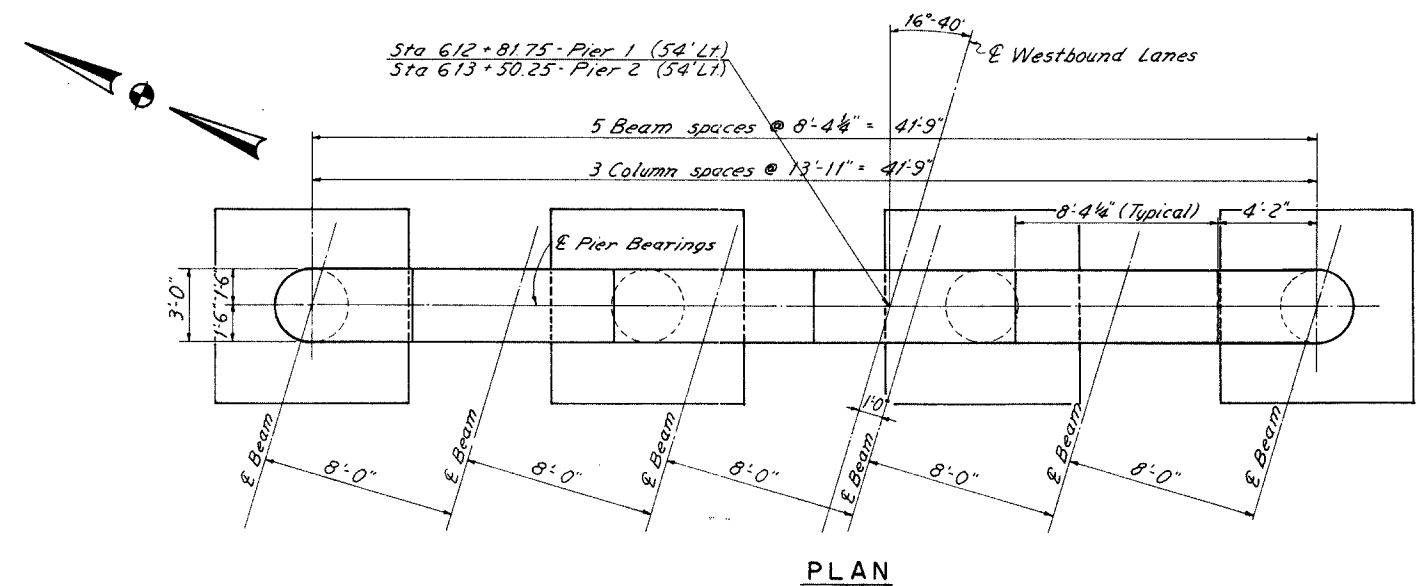 16°-40'
Sta 612 + 81.75 - Pier 1 (54' Lt)
Sta 613 + 50.25 - Pier 2 (54' Lt)
℄ Westbound Lanes
5 Beam spaces @ 8'-4¼" = 41'-9"
3 Column spaces @ 13'-11" = 41'-9"
8'-4¼" (Typical)
4'-2"
℄ Pier Bearings
3'-0"
1'-6"
1'-6"
1'-0"
℄ Beam
℄ Beam
℄ Beam
℄ Beam
℄ Beam
℄ Beam
8'-0"
8'-0"
8'-0"
8'-0"
8'-0"
PLAN